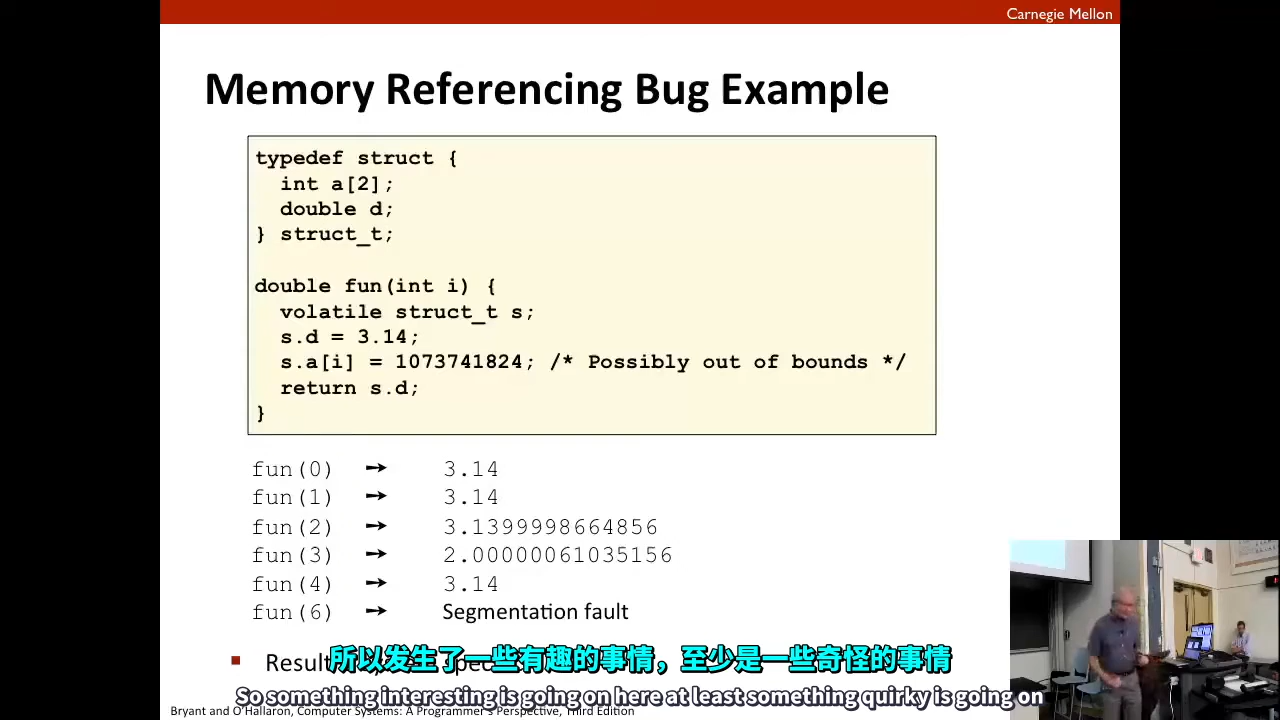 Carnegie Mellon
Memory Referencing Bug Example
typedef struct {
  int a[2];
  double d;
} struct_t;
double fun(int i) {
  volatile struct_t s;
  s.d = 3.14;
  s.a[i] = 1073741824; /* Possibly out of bounds */
  return s.d;
}
fun(0) ➙ 3.14
fun(1) ➙ 3.14
fun(2) ➙ 3.1399998664856
fun(3) ➙ 2.00000061035156
fun(4) ➙ 3.14
fun(6) ➙ Segmentation fault
所以发生了一些有趣的事情，至少是一些奇怪的事情
So something interesting is going on here at least something quirky is going on
Bryant and O'Hallaron, Computer Systems: A Programmer's Perspective, Third Edition